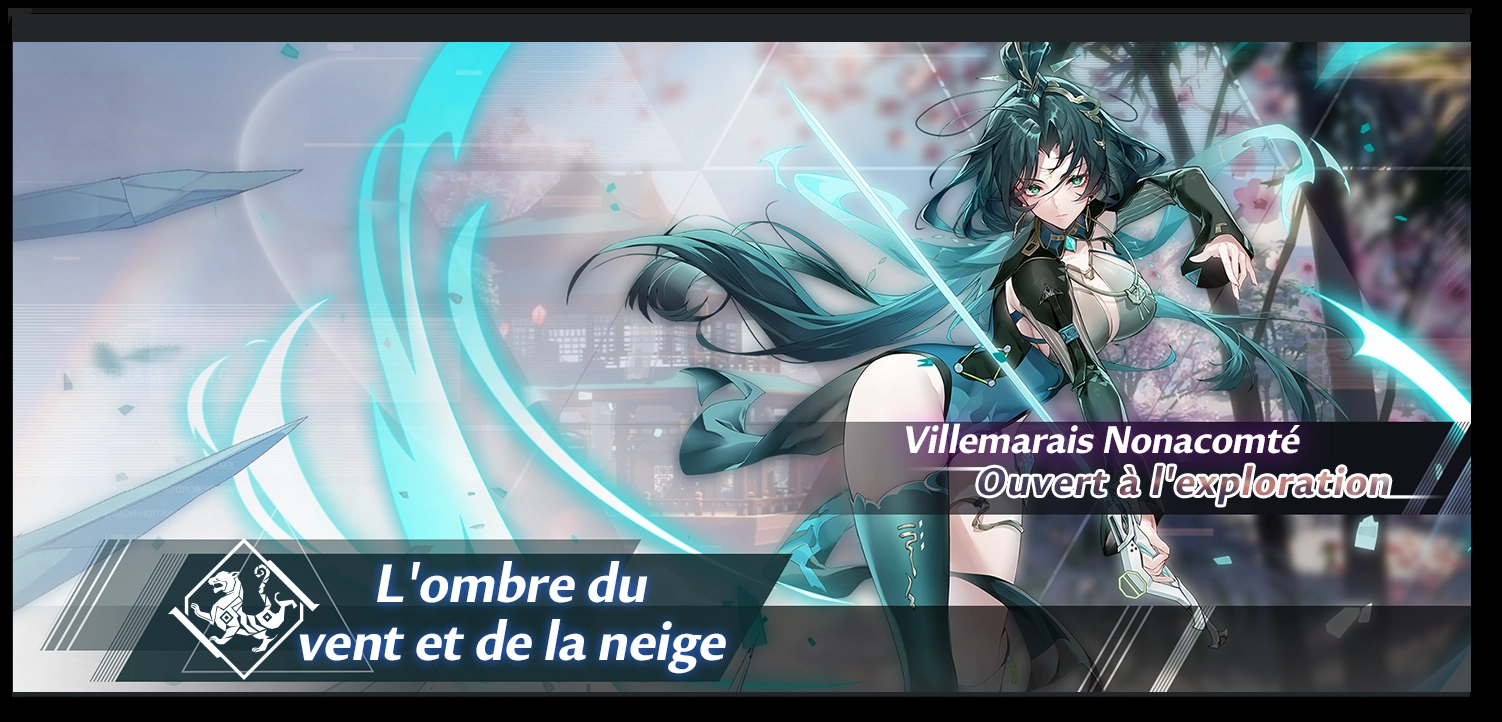 Villemarais Nonacomté
Ouvert à l'exploration
L'ombre du
vent et de la neige